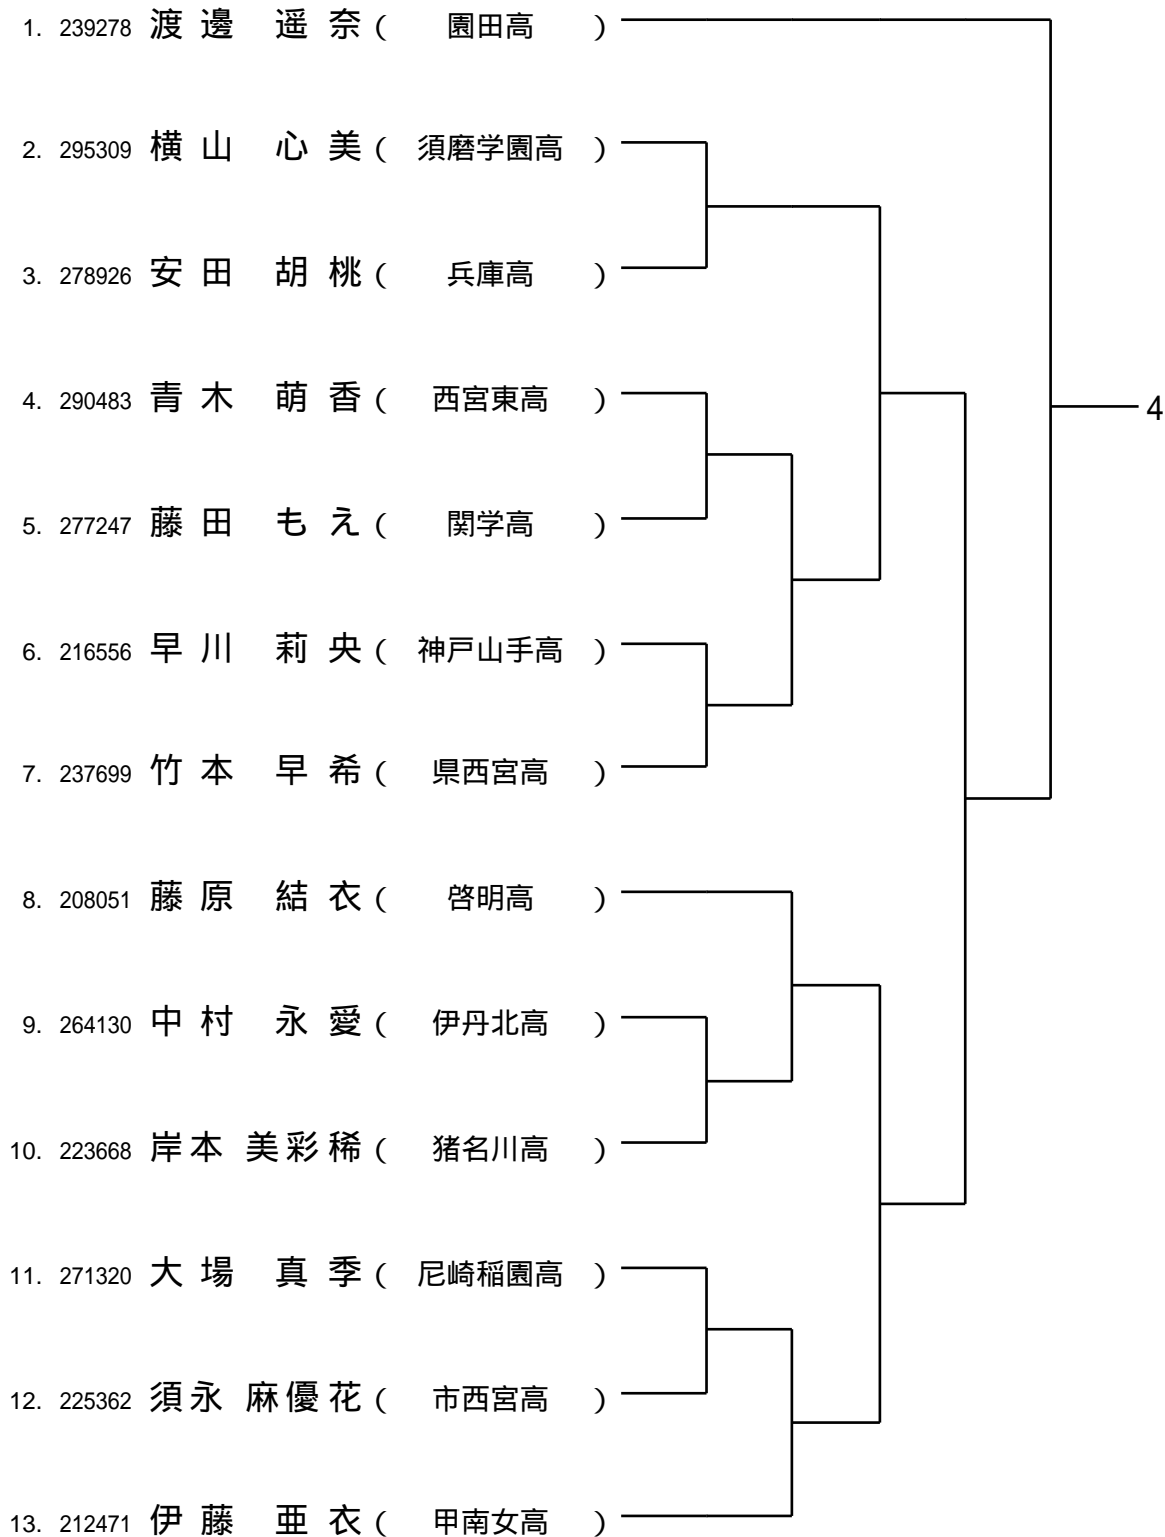 1. 239278 渡邊 遥奈 ( 園田高 )
2. 295309 横山 心美 ( 須磨学園高 )
3. 278926 安田 胡桃 ( 兵庫高 )
4. 290483 青木 萌香 ( 西宮東高 )
4
5. 277247 藤田 もえ ( 関学高 )
6. 216556 早川 莉央 ( 神戸山手高 )
7. 237699 竹本 早希 ( 県西宮高 )
8. 208051 藤原 結衣 ( 啓明高 )
9. 264130 中村 永愛 ( 伊丹北高 )
10. 223668 岸本 美彩稀 ( 猪名川高 )
11. 271320 大場 真季 ( 尼崎稲園高 )
12. 225362 須永 麻優花 ( 市西宮高 )
13. 212471 伊藤 亜衣 ( 甲南女高 )